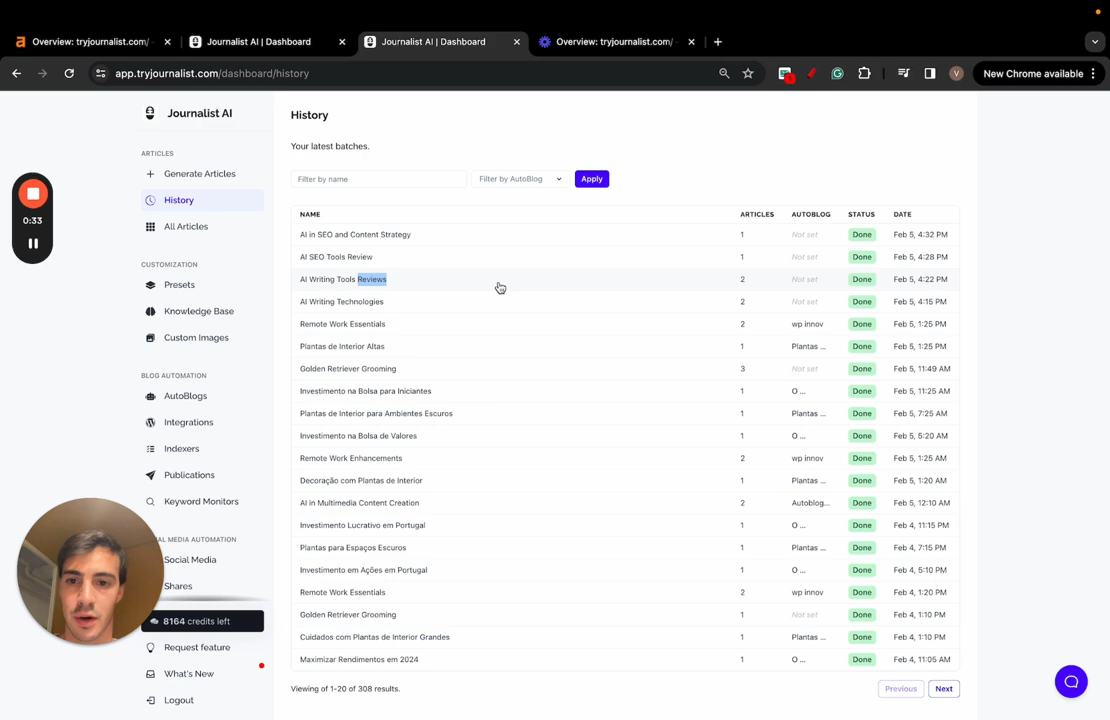 Overview: tryjournalist.com/
Journalist AI | Dashboard
Journalist AI | Dashboard
Overview: tryjournalist.com/
app.tryjournalist.com/dashboard/history
V
New Chrome available
Journalist AI
ARTICLES
Generate Articles
History
All Articles
CUSTOMIZATION
Presets
Knowledge Base
Custom Images
BLOG AUTOMATION
AutoBlogs
Integrations
Indexers
Publications
Keyword Monitors
AL MEDIA AUTOMATION
Social Media
Shares
8164 credits left
Request feature
What's New
Logout
0:33
History
Your latest batches.
Filter by name
Filter by AutoBlog
Apply
NAME ARTICLES AUTOBLOG STATUS DATE
AI in SEO and Content Strategy 1 Not set Done Feb 5, 4:32 PM
AI SEO Tools Review 1 Not set Done Feb 5, 4:28 PM
AI Writing Tools Reviews 2 Not set Done Feb 5, 4:22 PM
AI Writing Technologies 2 Not set Done Feb 5, 4:15 PM
Remote Work Essentials 2 wp innov Done Feb 5, 1:25 PM
Plantas de Interior Altas 1 Plantas ... Done Feb 5, 1:25 PM
Golden Retriever Grooming 3 Not set Done Feb 5, 11:49 AM
Investimento na Bolsa para Iniciantes 1 O ... Done Feb 5, 11:25 AM
Plantas de Interior para Ambientes Escuros 1 Plantas ... Done Feb 5, 7:25 AM
Investimento na Bolsa de Valores 1 O ... Done Feb 5, 5:20 AM
Remote Work Enhancements 2 wp innov Done Feb 5, 1:25 AM
Decoração com Plantas de Interior 1 Plantas ... Done Feb 5, 1:20 AM
AI in Multimedia Content Creation 2 Autoblog... Done Feb 5, 12:10 AM
Investimento Lucrativo em Portugal 1 O ... Done Feb 4, 11:15 PM
Plantas para Espaços Escuros 1 Plantas ... Done Feb 4, 7:15 PM
Investimento em Ações em Portugal 1 O ... Done Feb 4, 5:10 PM
Remote Work Essentials 2 wp innov Done Feb 4, 1:20 PM
Golden Retriever Grooming 1 Not set Done Feb 4, 1:10 PM
Cuidados com Plantas de Interior Grandes 1 Plantas ... Done Feb 4, 1:10 PM
Maximizar Rendimentos em 2024 1 O ... Done Feb 4, 11:05 AM
Viewing of 1-20 of 308 results.
Previous
Next